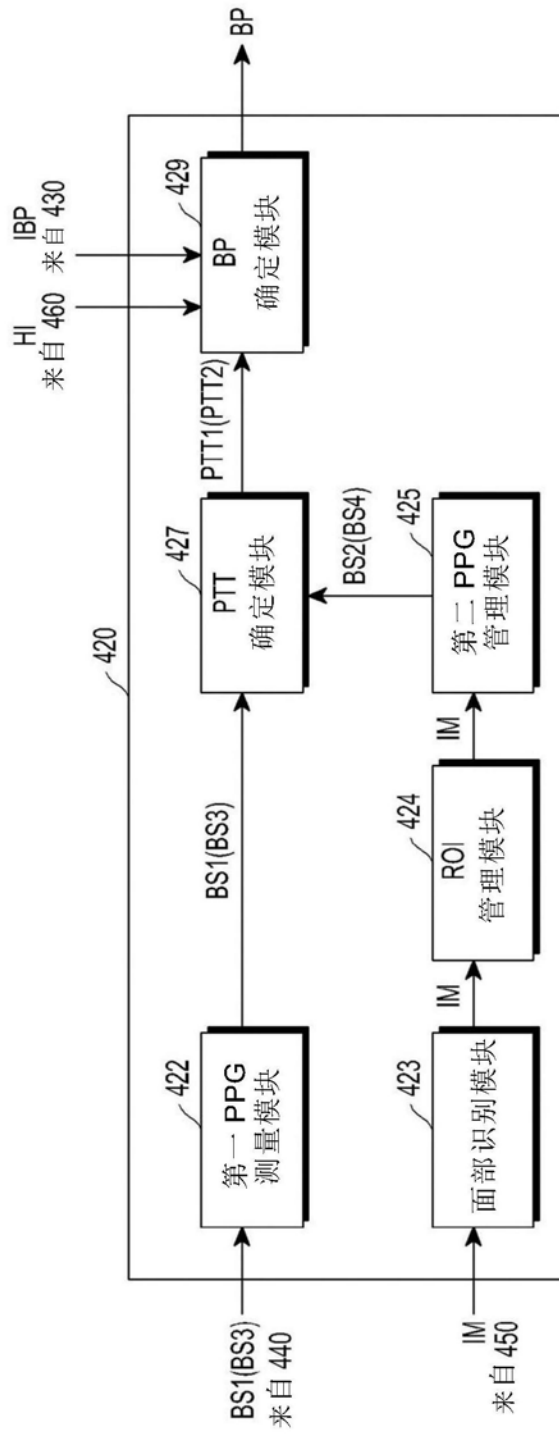 420
422
第一 PPG
测量模块
BS1(BS3)
来自 440
BS1(BS3)
427
PTT
确定模块
PTT1(PTT2)
HI
来自 460
IBP
来自 430
429
BP
确定模块
BP
IM
来自 450
423
面部识别模块
IM
424
ROI
管理模块
IM
425
第二 PPG
管理模块
BS2(BS4)